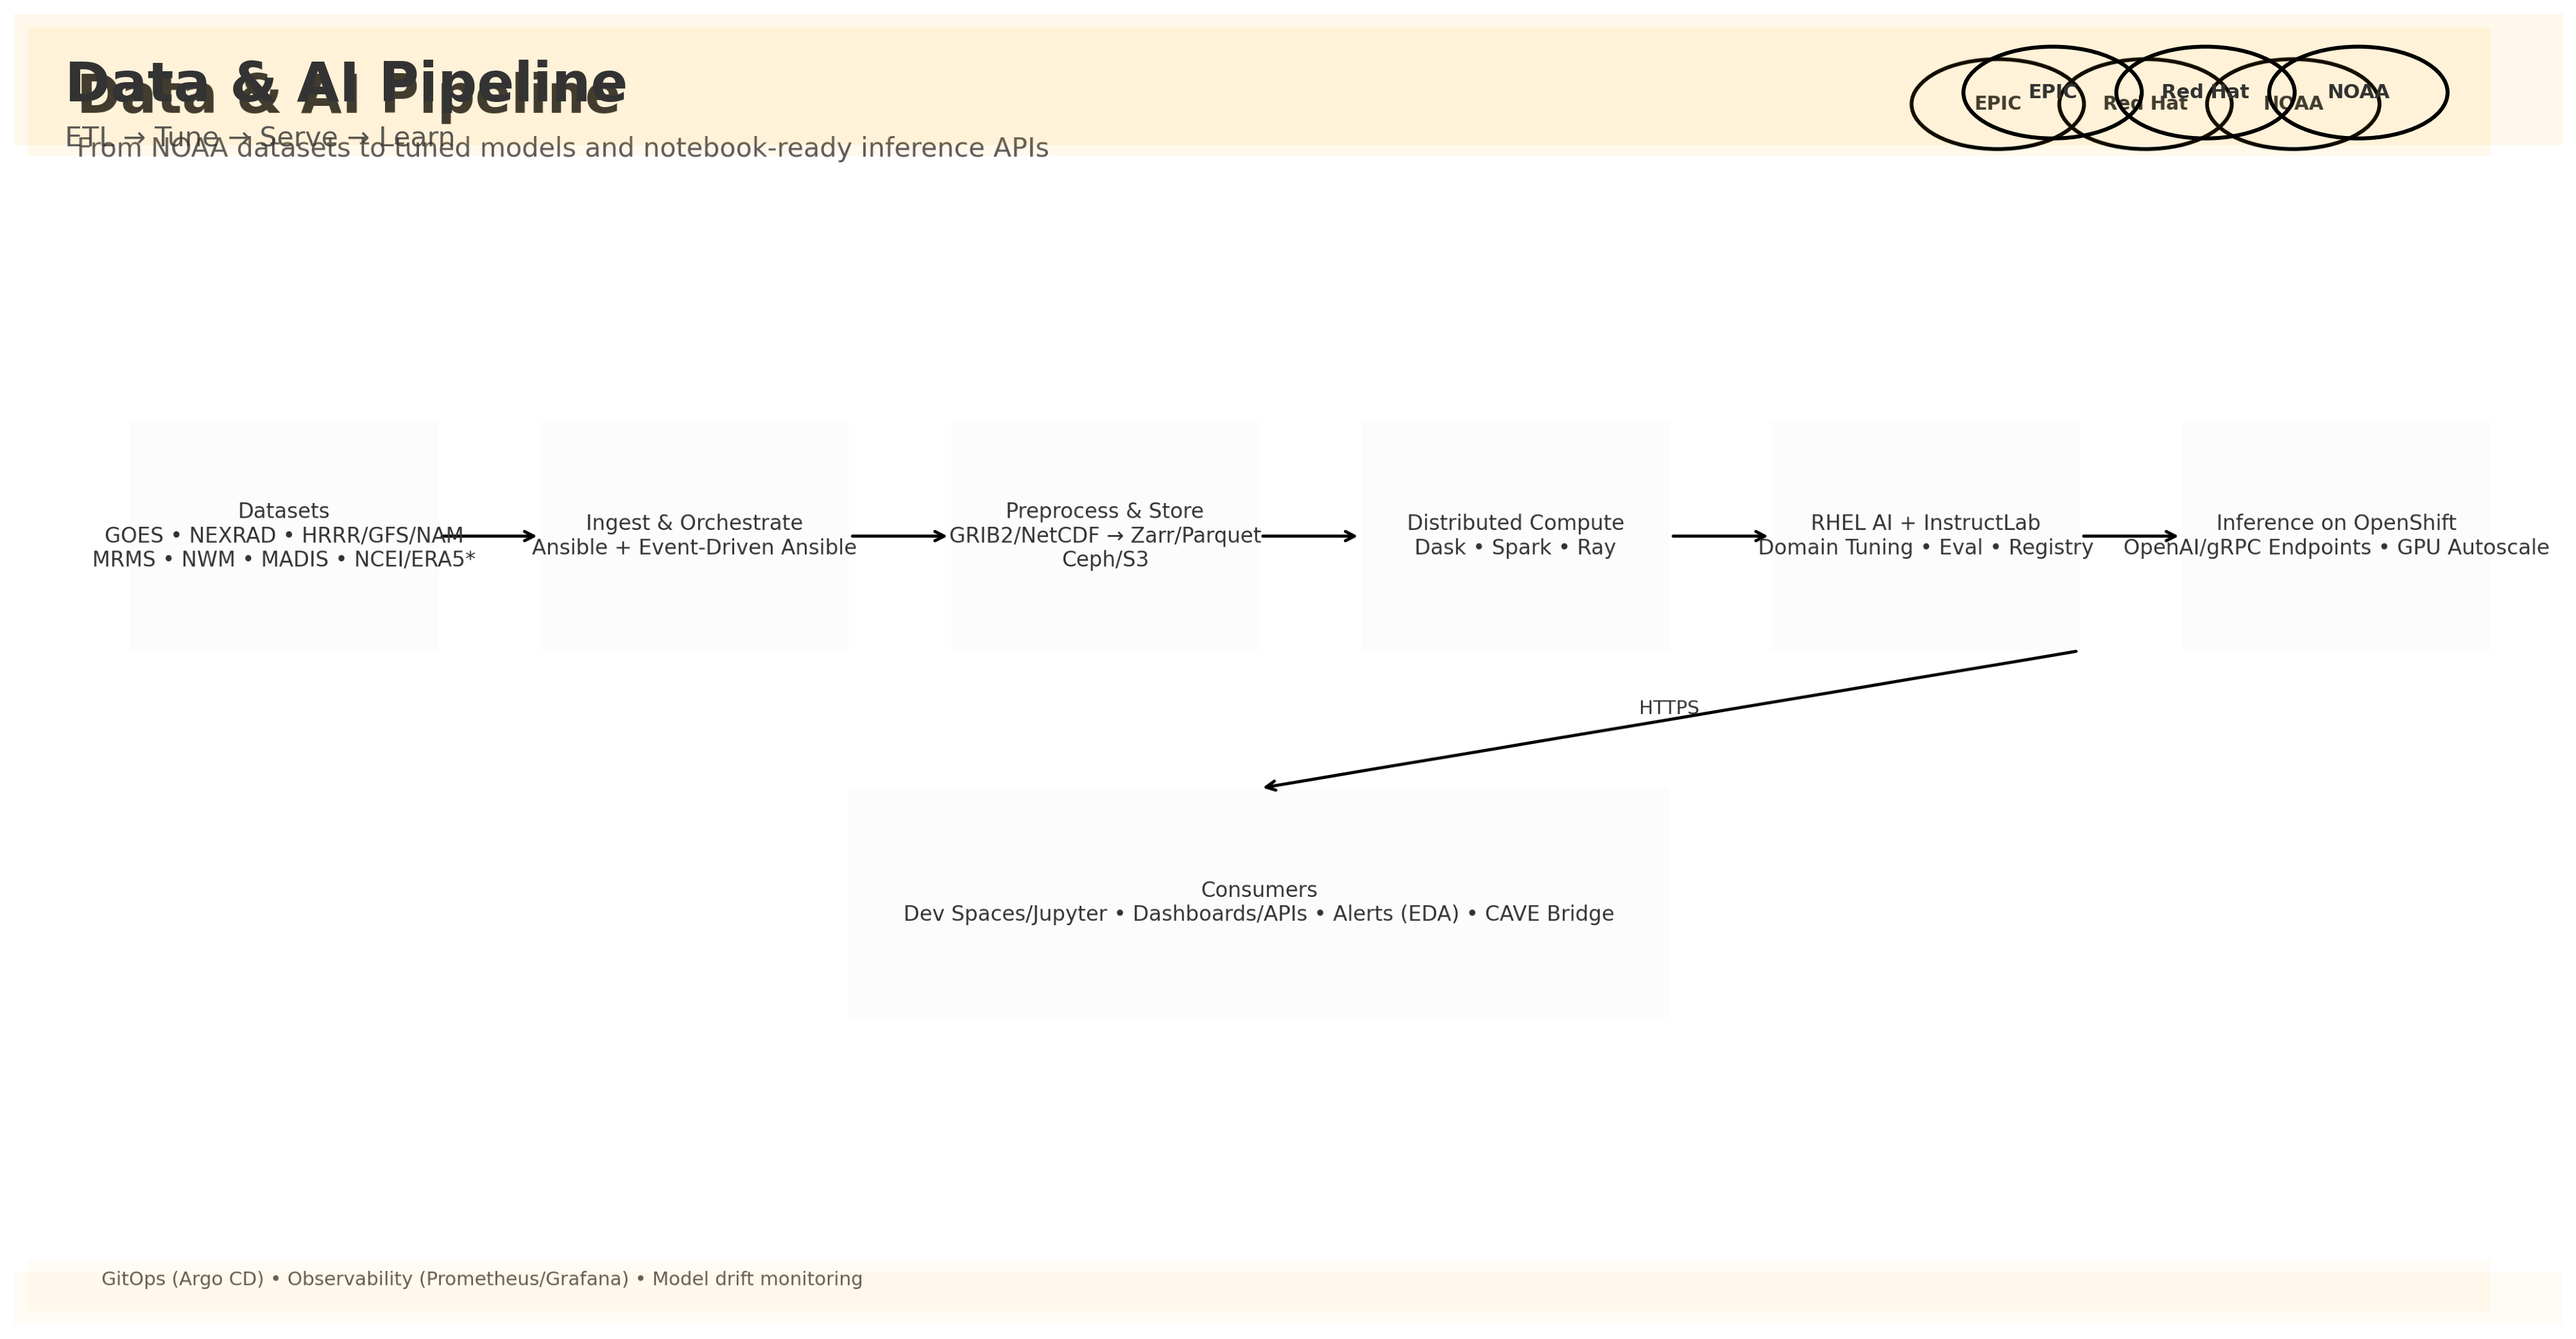 Data & AI Pipeline
Data & AI Pipeline
ETL → Tune → Serve → Learn
From NOAA datasets to tuned models and notebook-ready inference APIs
EPIC
Red Hat
NOAA
EPIC
Red Hat
NOAA
Datasets
GOES • NEXRAD • HRRR/GFS/NAM
MRMS • NWM • MADIS • NCEI/ERA5*
Ingest & Orchestrate
Ansible + Event-Driven Ansible
Preprocess & Store
GRIB2/NetCDF → Zarr/Parquet
Ceph/S3
Distributed Compute
Dask • Spark • Ray
RHEL AI + InstructLab
Domain Tuning • Eval • Registry
Inference on OpenShift
OpenAI/gRPC Endpoints • GPU Autoscale
HTTPS
Consumers
Dev Spaces/Jupyter • Dashboards/APIs • Alerts (EDA) • CAVE Bridge
GitOps (Argo CD) • Observability (Prometheus/Grafana) • Model drift monitoring